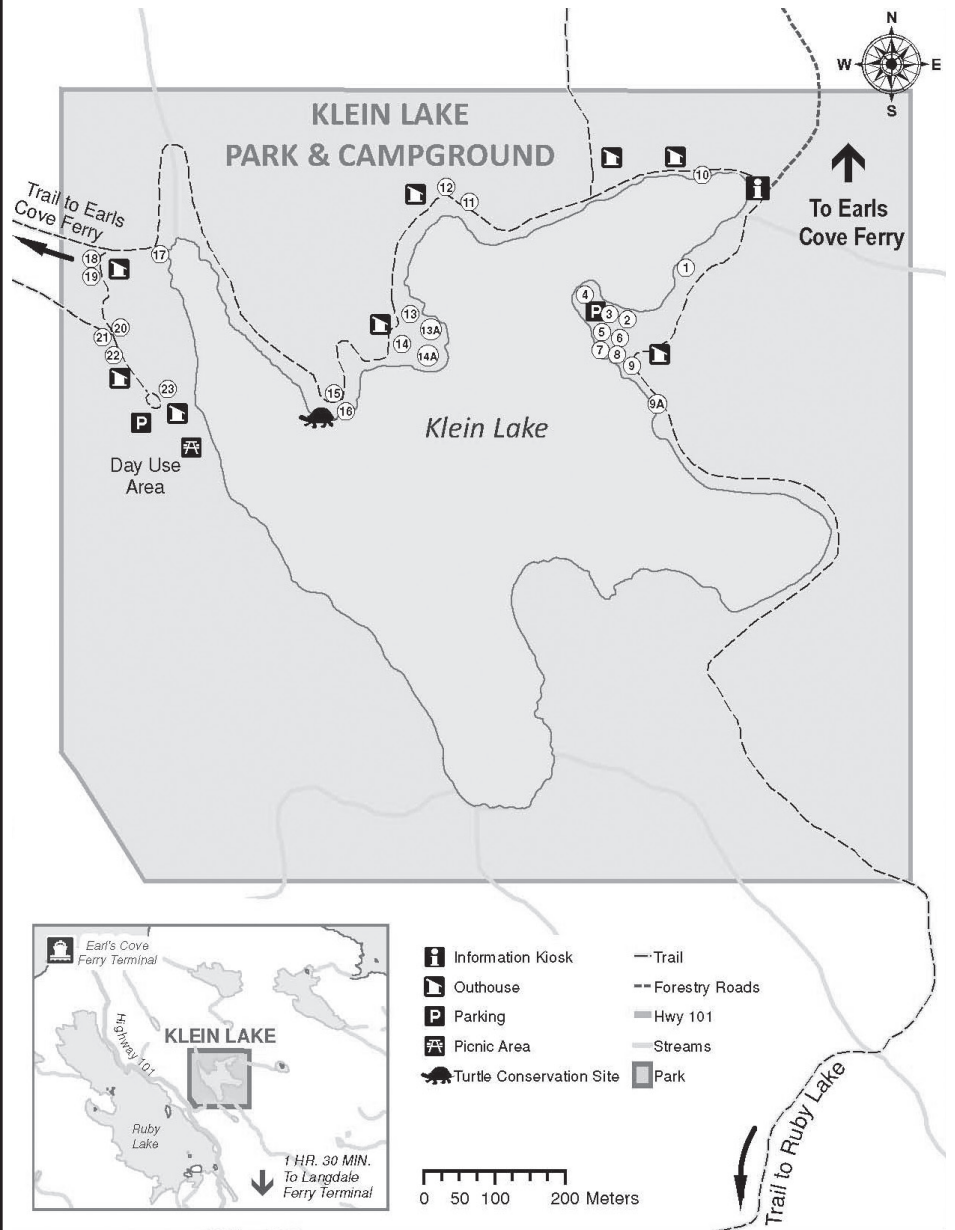 N
W E
S
KLEIN LAKE
PARK & CAMPGROUND
To Earls
Cove Ferry
Trail to Earls
Cove Ferry
10
12
11
i
17
18
19
1
4
P
3
2
5
6
7
8
9
9A
13
13A
14
14A
20
21
22
15
16
23
P
Day Use
Area
Klein Lake
Trail to Ruby Lake
Earl's Cove
Ferry Terminal
Highway 101
KLEIN LAKE
Ruby
Lake
1 HR. 30 MIN.
To Langdale
Ferry Terminal
i Information Kiosk
Outhouse
P Parking
Picnic Area
Turtle Conservation Site
Trail
Forestry Roads
Hwy 101
Streams
Park
0 50 100 200 Meters